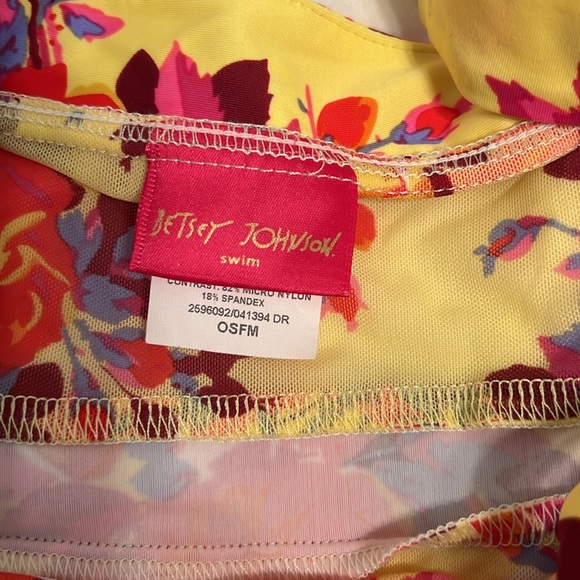 BETSEY JOHNSON.
swim
CONTRAST: 82% MICRO NYLON
18% SPANDEX
2596092/041394 DR
OSFM